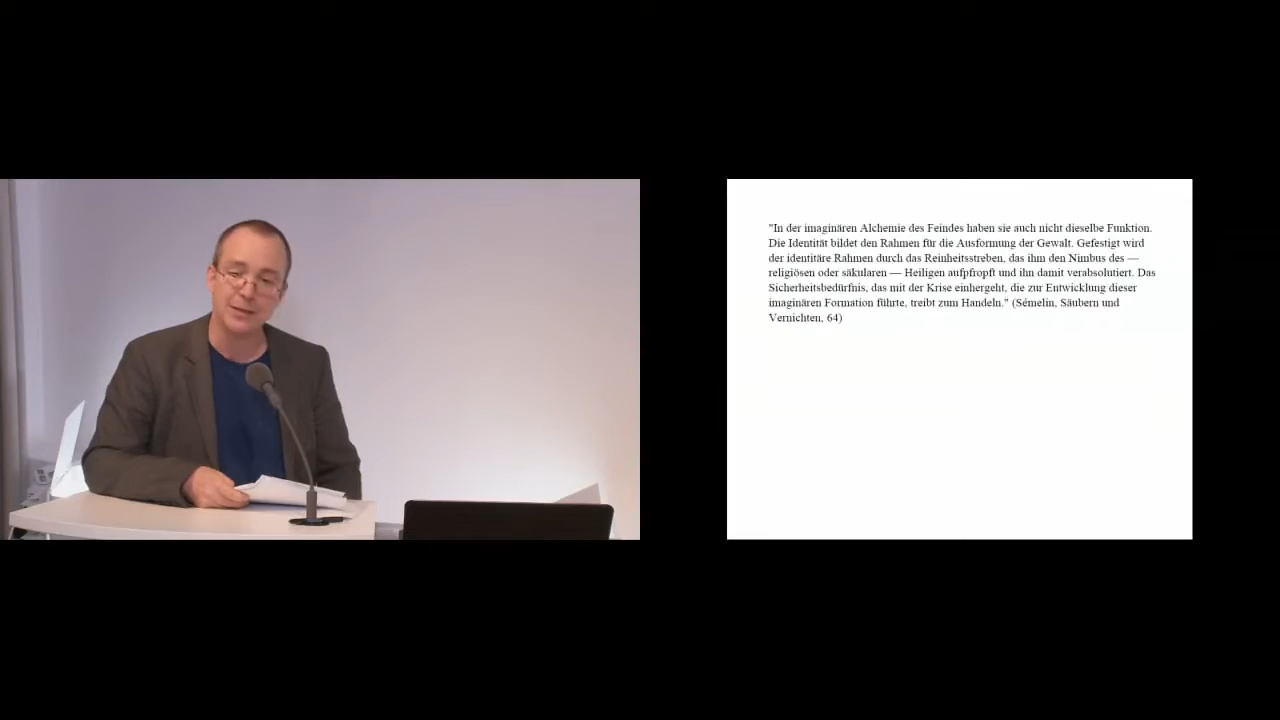 "In der imaginären Alchemie des Feindes haben sie auch nicht dieselbe Funktion.
Die Identität bildet den Rahmen für die Ausformung der Gewalt. Gefestigt wird
der identitäre Rahmen durch das Reinheitsstreben, das ihm den Nimbus des —
religiösen oder säkularen — Heiligen aufpfropft und ihn damit verabsolutiert. Das
Sicherheitsbedürfnis, das mit der Krise einhergeht, die zur Entwicklung dieser
imaginären Formation führte, treibt zum Handeln." (Sémelin, Säubern und
Vernichten, 64)